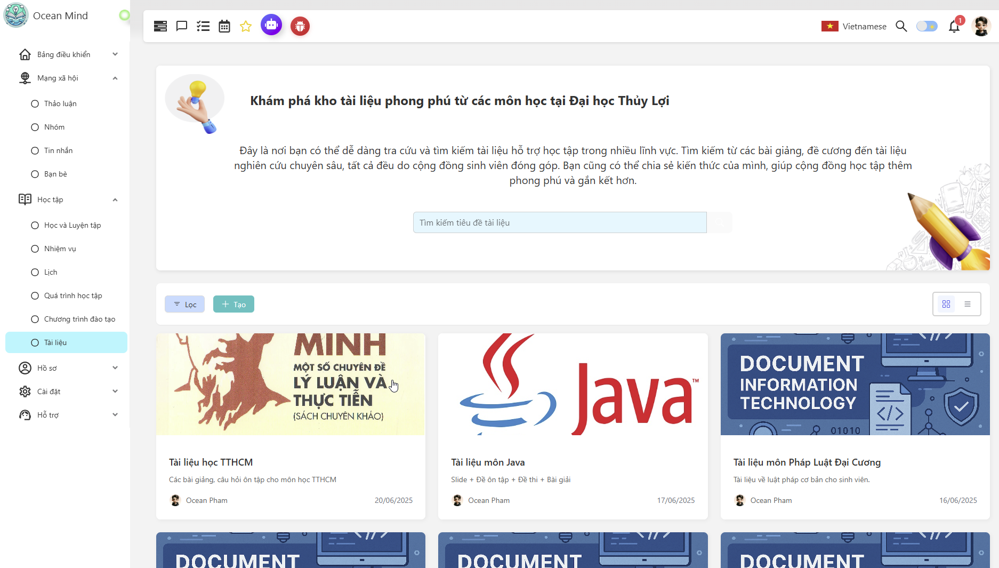 Ocean Mind
Vietnamese
1
Bảng điều khiển
Mạng xã hội
Thảo luận
Nhóm
Tin nhắn
Bạn bè
Học tập
Học và Luyện tập
Nhiệm vụ
Lịch
Quá trình học tập
Chương trình đào tạo
Tài liệu
Hồ sơ
Cài đặt
Hỗ trợ
Khám phá kho tài liệu phong phú từ các môn học tại Đại học Thủy Lợi
Đây là nơi bạn có thể dễ dàng tra cứu và tìm kiếm tài liệu hỗ trợ học tập trong nhiều lĩnh vực. Tìm kiếm từ các bài giảng, đề cương đến tài liệu
nghiên cứu chuyên sâu, tất cả đều do cộng đồng sinh viên đóng góp. Bạn cũng có thể chia sẻ kiến thức của mình, giúp cộng đồng học tập thêm
phong phú và gắn kết hơn.
Tìm kiếm tiêu đề tài liệu
Lọc
Tạo
MINH
MỘT SỐ CHUYÊN ĐỀ
LÝ LUẬN VÀ
THỰC TIỄN
(SÁCH CHUYÊN KHẢO)
Tài liệu học TTHCM
Các bài giảng, câu hỏi ôn tập cho môn học TTHCM
Ocean Pham
20/06/2025
Java™
Tài liệu môn Java
Slide + Đề ôn tập + Đề thi + Bài giải
Ocean Pham
17/06/2025
DOCUMENT
INFORMATION
TECHNOLOGY
</>
</>
01010
Tài liệu môn Pháp Luật Đại Cương
Tài liệu về luật pháp cơ bản cho sinh viên.
Ocean Pham
16/06/2025
DOCUMENT
DOCUMENT
DOCUMENT